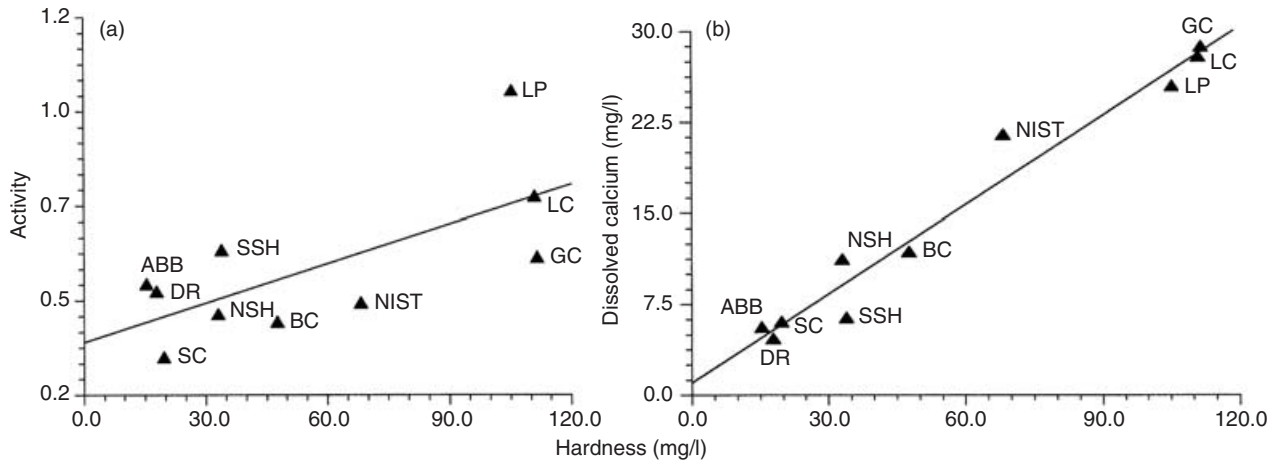 (a)
1.2
1.0
0.7
0.5
0.2
Activity
LP
LC
GC
SSH
ABB
DR
NSH
BC
NIST
SC
0.0
30.0
60.0
90.0
120.0
(b)
30.0
22.5
15.0
7.5
0.0
Dissolved calcium (mg/l)
GC
LC
LP
NIST
NSH
BC
ABB
SC
SSH
DR
0.0
30.0
60.0
90.0
120.0
Hardness (mg/l)